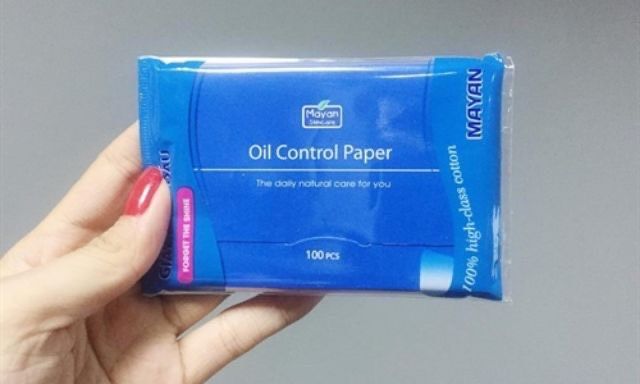 Mayan
Skincare
Oil Control Paper
The daily natural care for you
100 PCS
FORGET THE SHINE
100% high-class cotton
MAYAN